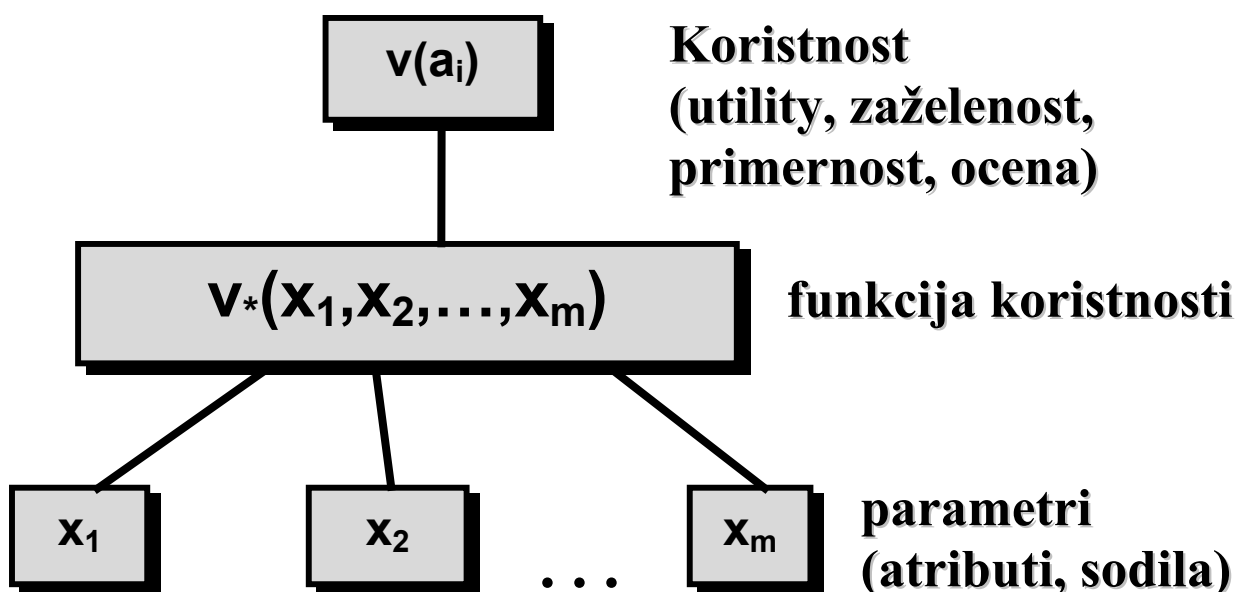 v(aᵢ)
Koristnost
(utility, zaželenost,
primernost, ocena)
v*(x₁,x₂,...,xₘ)
funkcija koristnosti
x₁
x₂
...
xₘ
parametri
(atributi, sodila)